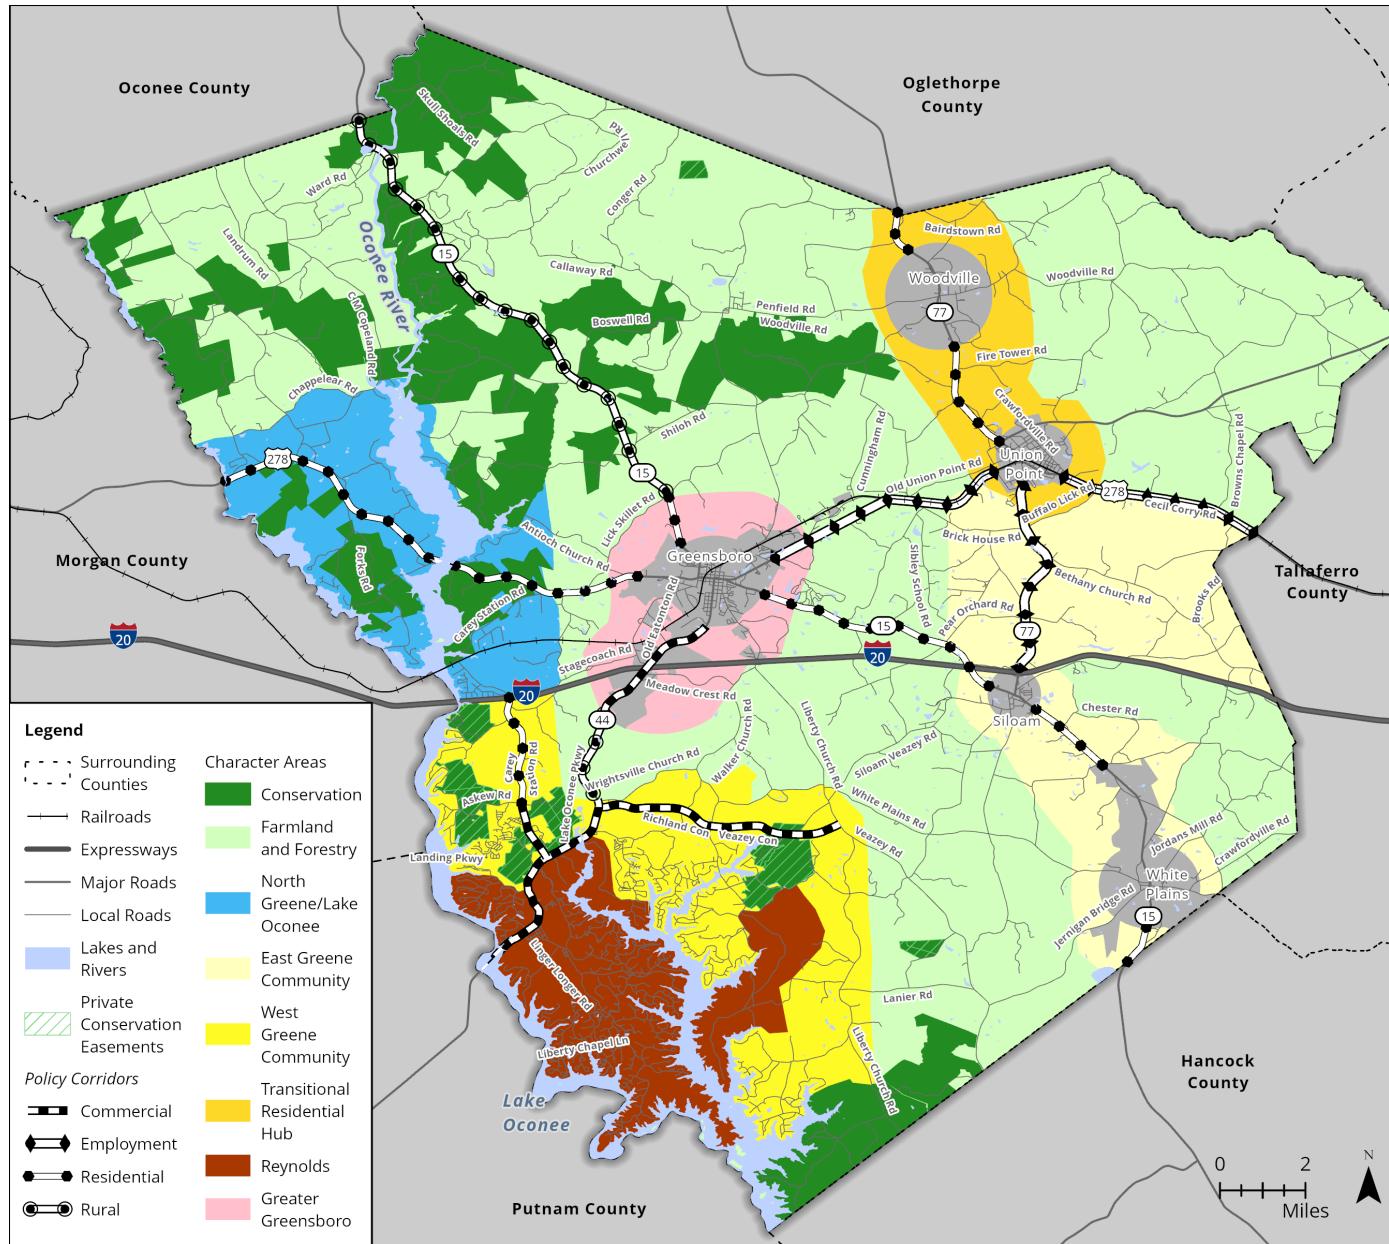 Oconee County
Oglethorpe
County
Skull Shoals Rd
Churchwell Rd
Ward Rd
Conger Rd
Bairdstown Rd
Landrum Rd
Oconee River
15
Callaway Rd
Woodville
Woodville Rd
C M Copeland Rd
Penfield Rd
Boswell Rd
Woodville Rd
77
Fire Tower Rd
Chappelear Rd
Crawfordville Rd
Shiloh Rd
Cunningham Rd
Browns Chapel Rd
278
15
Union
Point
Old Union Point Rd
278
Buffalo Lick Rd
Cecil Corry Rd
Lick Skillet Rd
Antioch Church Rd
Brick House Rd
Morgan County
Forks Rd
Greensboro
Sibley School Rd
Bethany Church Rd
Tallaferro
County
Brooks Rd
Carey Station Rd
Old Eatonton Rd
Pear Orchard Rd
20
15
77
Stagecoach Rd
20
20
Meadow Crest Rd
Siloam
Chester Rd
44
Liberty Church Rd
Walker Church Rd
Siloam Veazey Rd
Carey Station Rd
Lake Oconee Pkwy
Wrightsville Church Rd
Askew Rd
White Plains Rd
Richland Con
Veazey Con
Veazey Rd
Jordans Mill Rd
Crawfordville Rd
Landing Pkwy
White
Plains
Jernigan Bridge Rd
15
Linger Longer Rd
Lanier Rd
Liberty Chapel Ln
Liberty Church Rd
Lake
Oconee
Hancock
County
Putnam County
Legend
Surrounding
Counties
Railroads
Expressways
Major Roads
Local Roads
Lakes and
Rivers
Private
Conservation
Easements
Policy Corridors
Commercial
Employment
Residential
Rural
Character Areas
Conservation
Farmland
and Forestry
North
Greene/Lake
Oconee
East Greene
Community
West
Greene
Community
Transitional
Residential
Hub
Reynolds
Greater
Greensboro
0
2
Miles
N